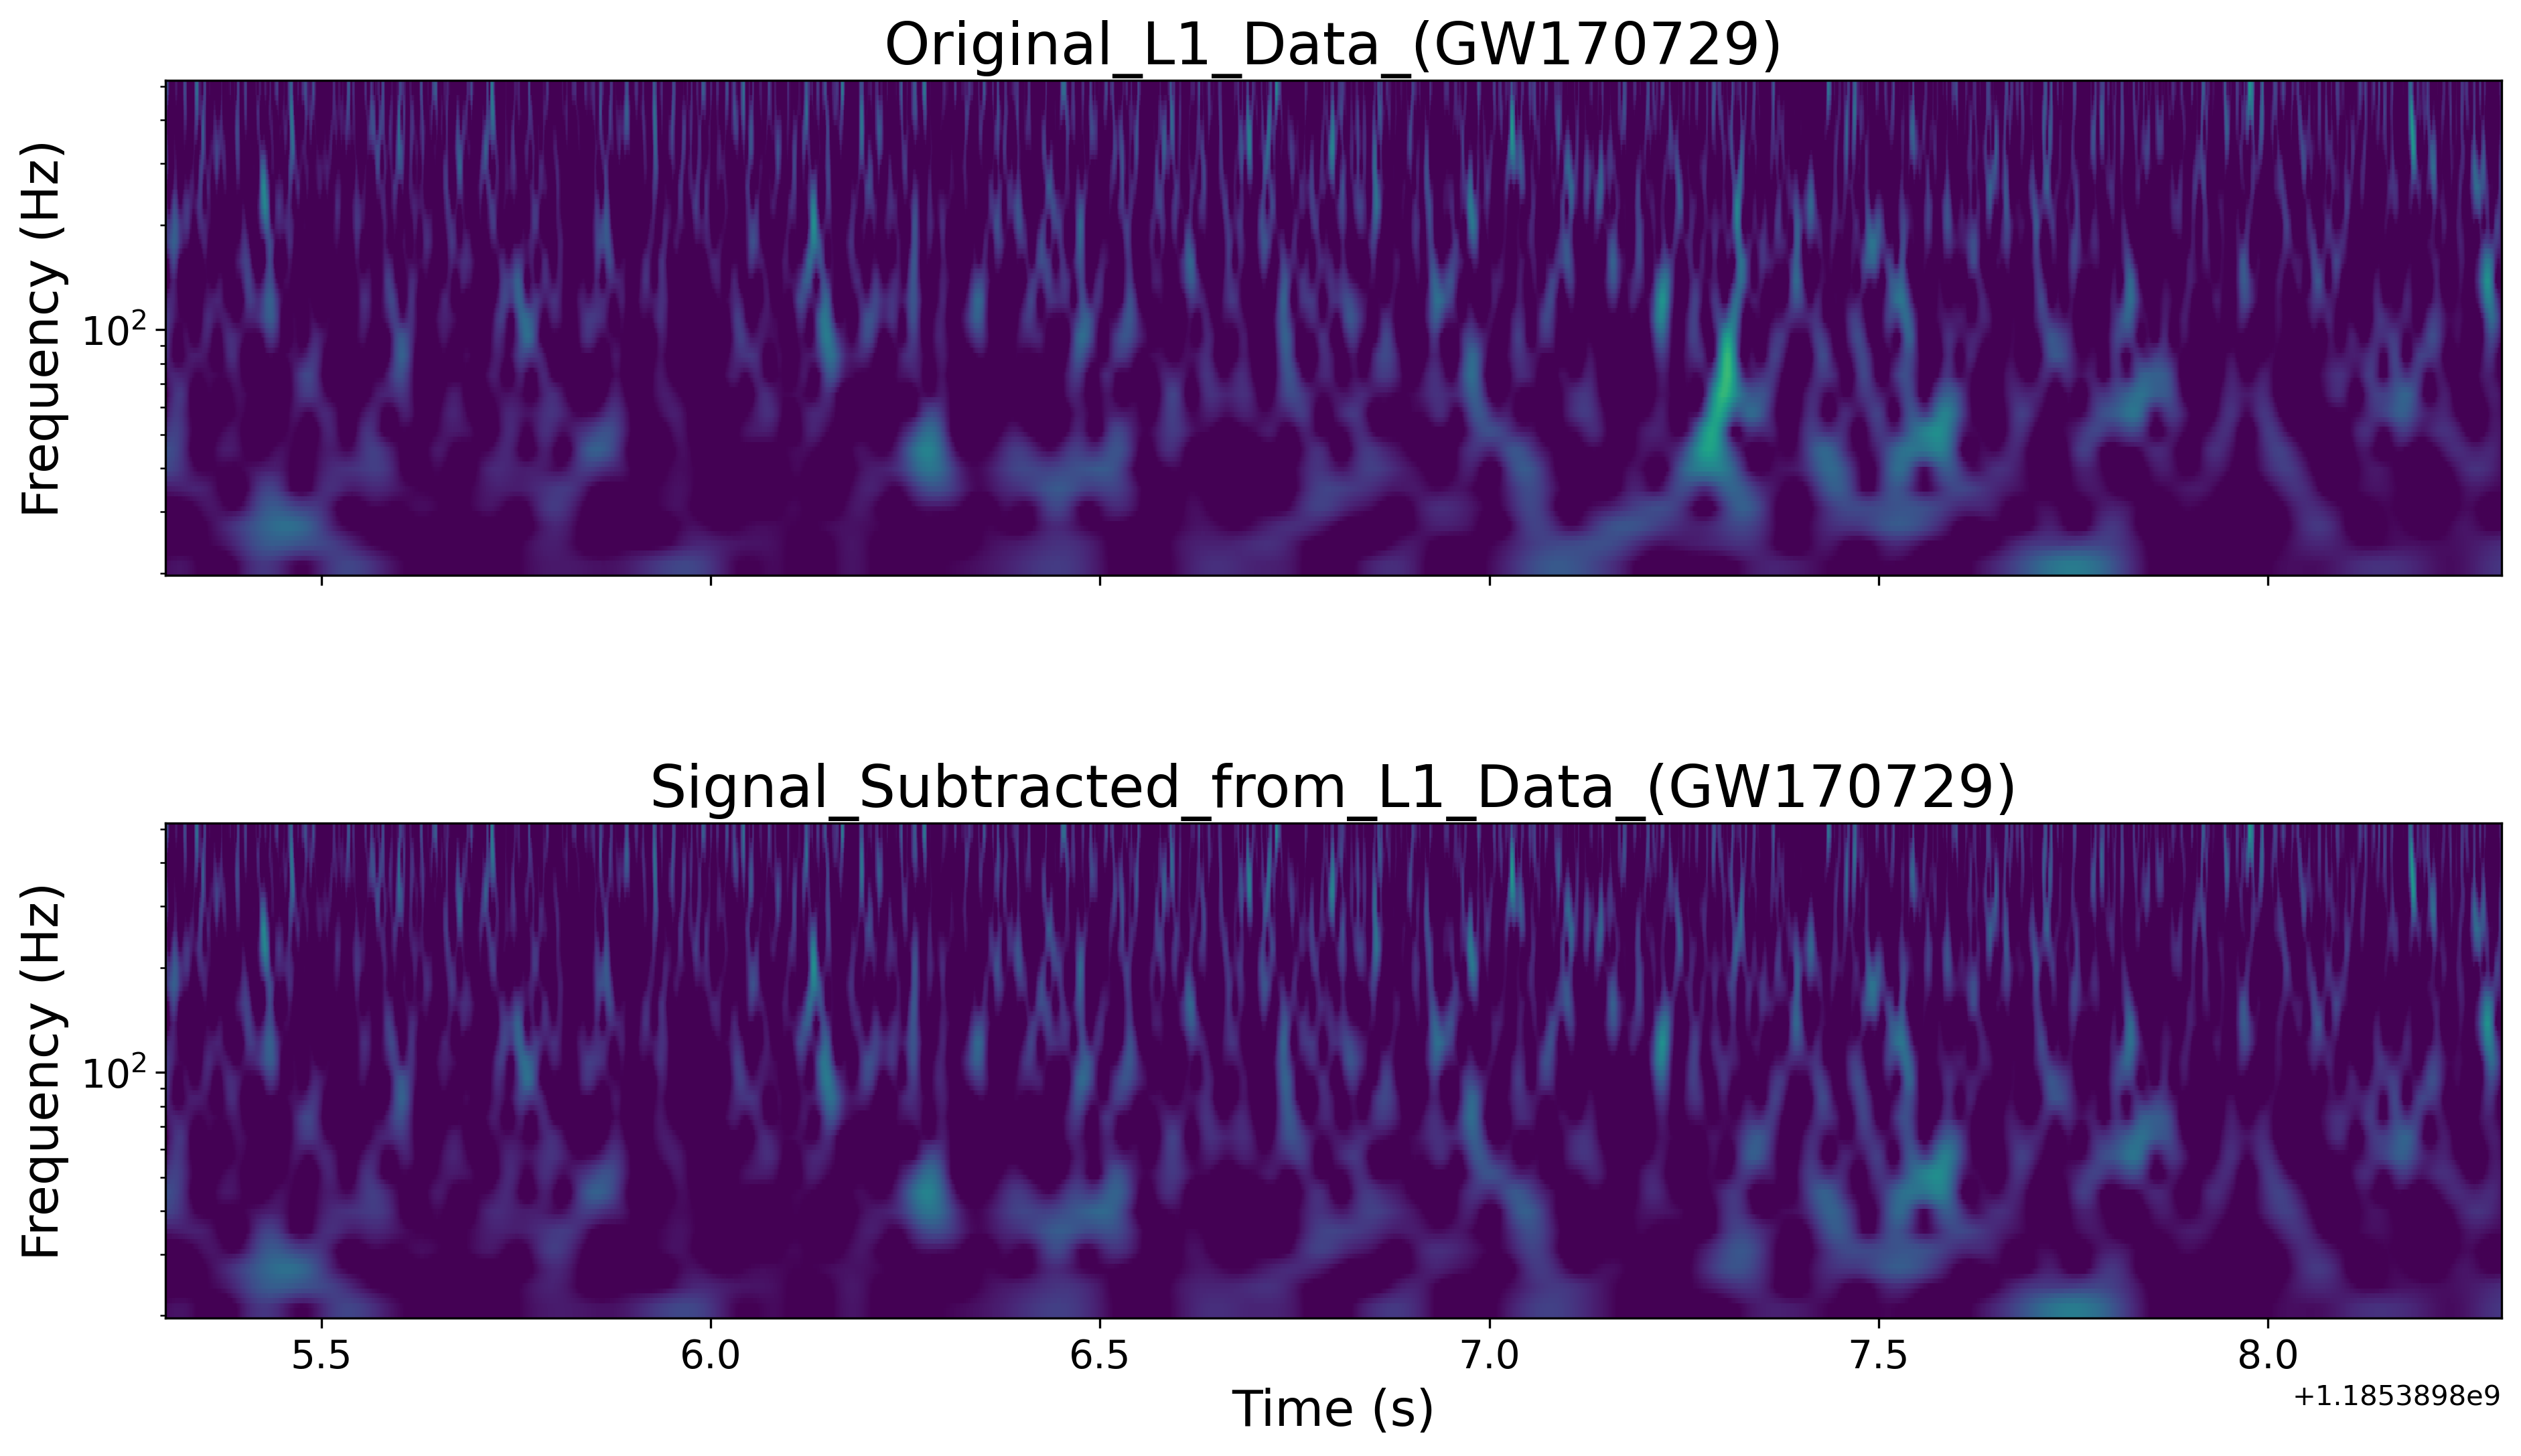 Original_L1_Data_(GW170729)
Frequency (Hz)
10²
Signal_Subtracted_from_L1_Data_(GW170729)
Frequency (Hz)
10²
5.5 6.0 6.5 7.0 7.5 8.0
Time (s)
+1.1853898e9